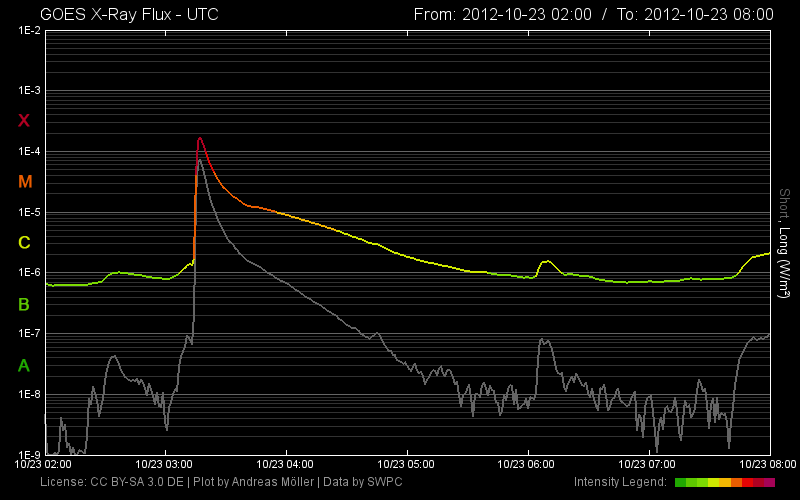 GOES X-Ray Flux - UTC From: 2012-10-23 02:00 / To: 2012-10-23 08:00
1E-2
1E-3
X
1E-4
M
1E-5
C
1E-6
B
1E-7
A
1E-8
1E-9
Short, Long (W/m²)
10/23 02:00 10/23 03:00 10/23 04:00 10/23 05:00 10/23 06:00 10/23 07:00 10/23 08:00
License: CC BY-SA 3.0 DE | Plot by Andreas Möller | Data by SWPC Intensity Legend: